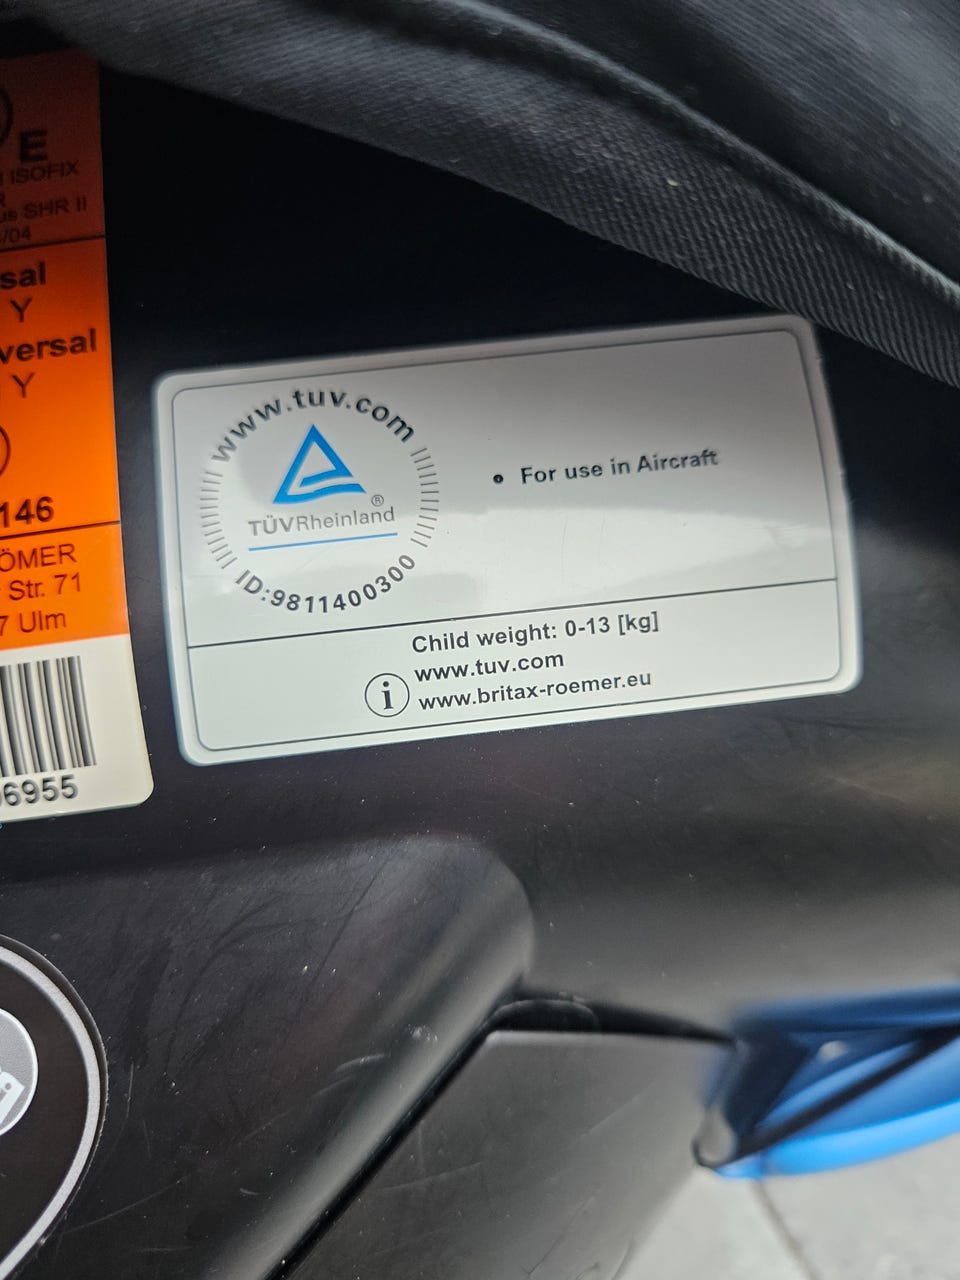 E
ISOFIX
SHR II
/04
sal
Y
versal
Y
146
ÖMER
Str. 71
7 Ulm
6955
www.tuv.com
TÜVRheinland®
ID:9811400300
• For use in Aircraft
Child weight: 0-13 [kg]
i
www.tuv.com
www.britax-roemer.eu